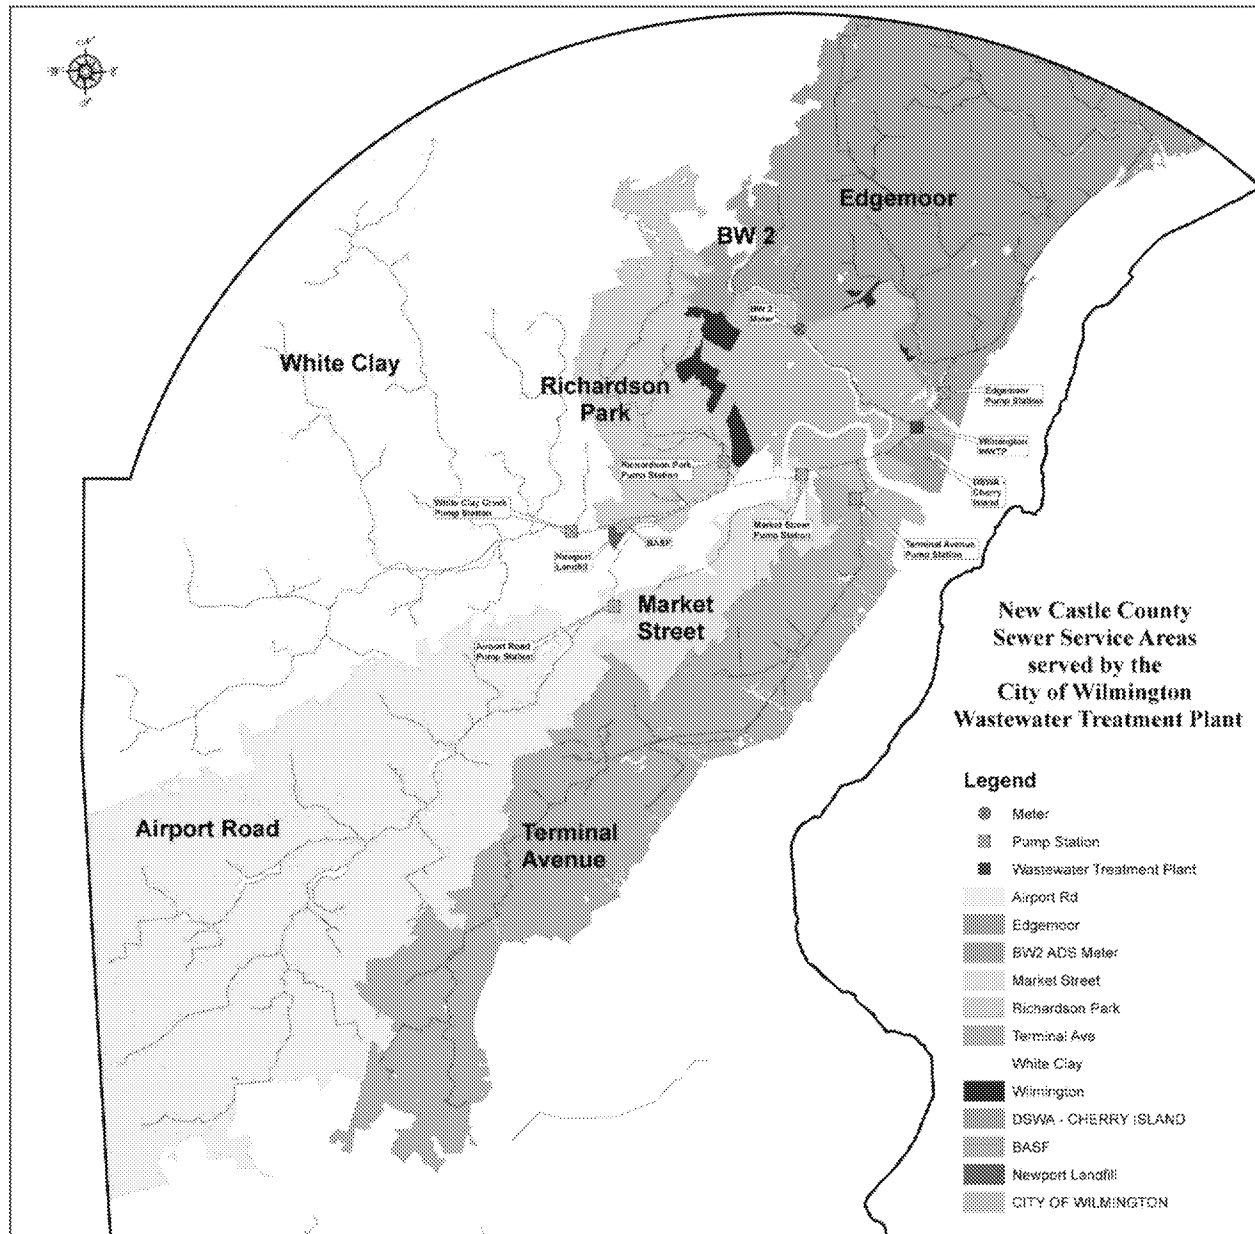 Edgemoor
BW 2
BW 2
Meter
White Clay
Richardson
Park
Edgemoor
Pump Station
Wilmington
WWTP
Richardson Park
Pump Station
DSWA
Cherry
Island
White Clay Creek
Pump Station
Market Street
Pump Station
Terminal Avenue
Pump Station
Newport
Landfill
BASF
Market
Street
Airport Road
Pump Station
New Castle County
Sewer Service Areas
served by the
City of Wilmington
Wastewater Treatment Plant
Airport Road
Terminal
Avenue
Legend
Meter
Pump Station
Wastewater Treatment Plant
Airport Rd
Edgemoor
BW2 ADS Meter
Market Street
Richardson Park
Terminal Ave
White Clay
Wilmington
DSWA - CHERRY ISLAND
BASF
Newport Landfill
CITY OF WILMINGTON